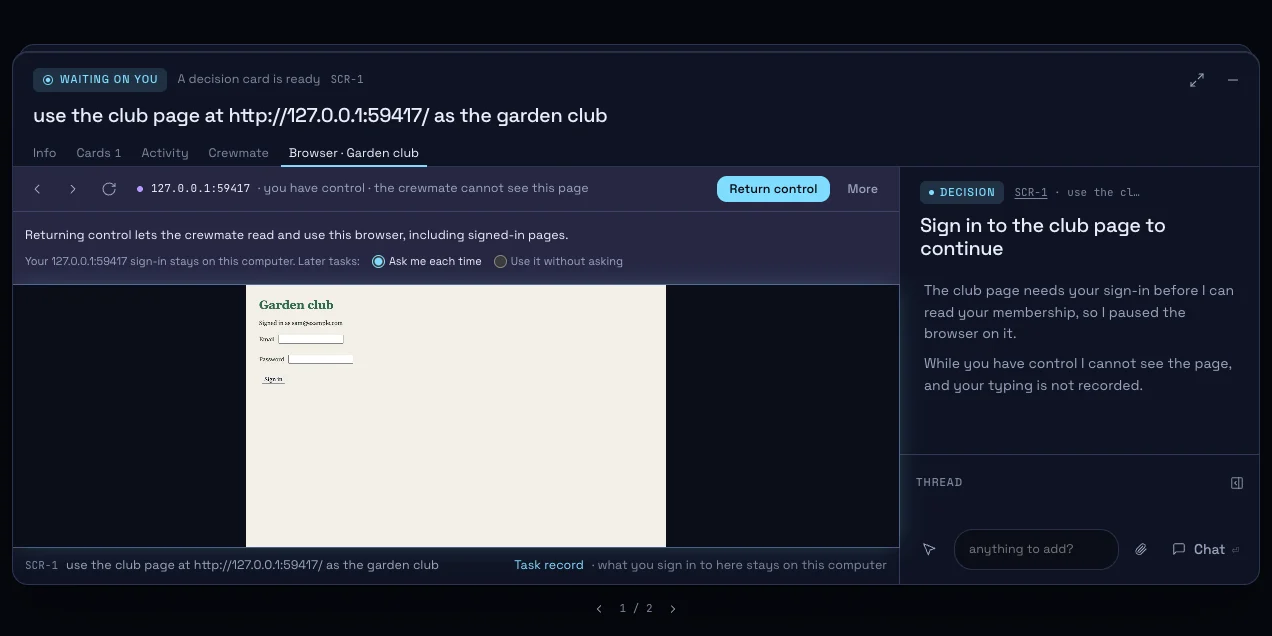 WAITING ON YOU A decision card is ready SCR-1
use the club page at http://127.0.0.1:59417/ as the garden club
Info Cards 1 Activity Crewmate Browser · Garden club
127.0.0.1:59417 · you have control · the crewmate cannot see this page Return control More
Returning control lets the crewmate read and use this browser, including signed-in pages.
Your 127.0.0.1:59417 sign-in stays on this computer. Later tasks: Ask me each time Use it without asking
Garden club
Signed in as sam@example.com
Email
Password
Sign in
SCR-1 use the club page at http://127.0.0.1:59417/ as the garden club Task record · what you sign in to here stays on this computer
DECISION SCR-1 · use the cl…
Sign in to the club page to
continue
The club page needs your sign-in before I can
read your membership, so I paused the
browser on it.
While you have control I cannot see the page,
and your typing is not recorded.
THREAD
anything to add? Chat ⏎
1 / 2